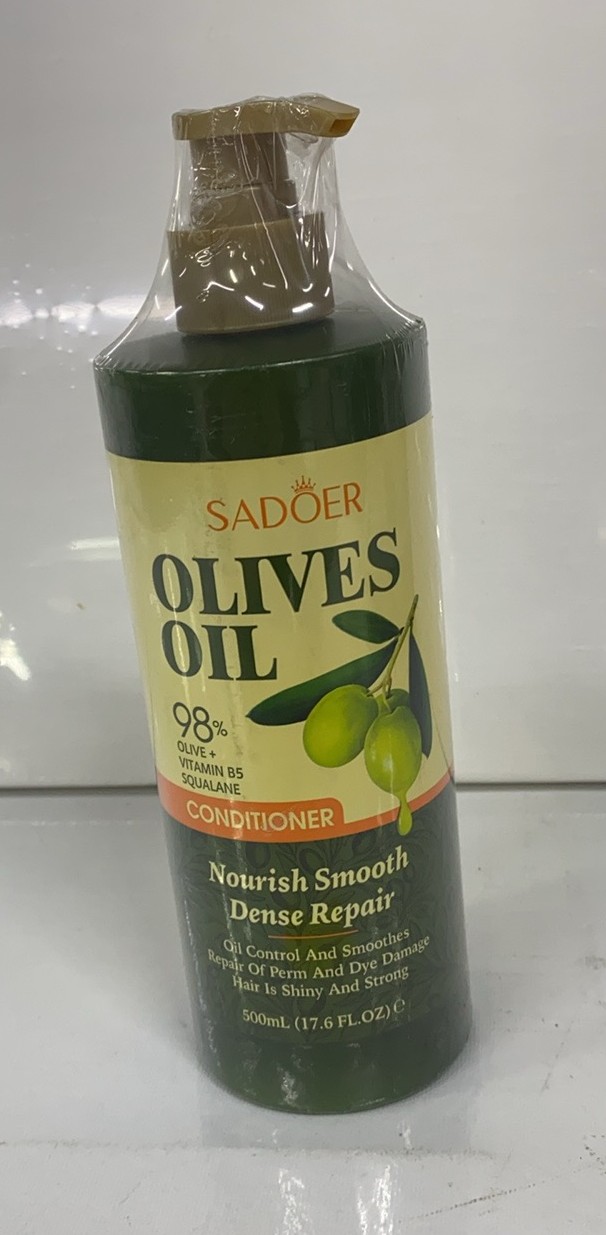 SADOER
OLIVES
OIL
98%
OLIVE +
VITAMIN B5
SQUALANE
CONDITIONER
Nourish Smooth
Dense Repair
Oil Control And Smoothes
Repair Of Perm And Dye Damage
Hair Is Shiny And Strong
500mL (17.6 FL.OZ) ℮